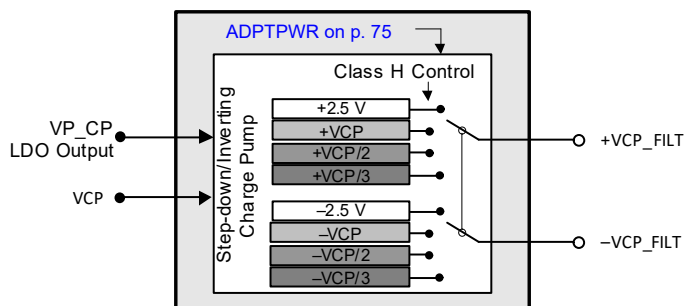 ADPTPWR on p. 75
Class H Control
Step-down/Inverting
Charge Pump
VP_CP
LDO Output
VCP
+2.5 V
+VCP
+VCP/2
+VCP/3
–2.5 V
–VCP
–VCP/2
–VCP/3
+VCP_FILT
–VCP_FILT